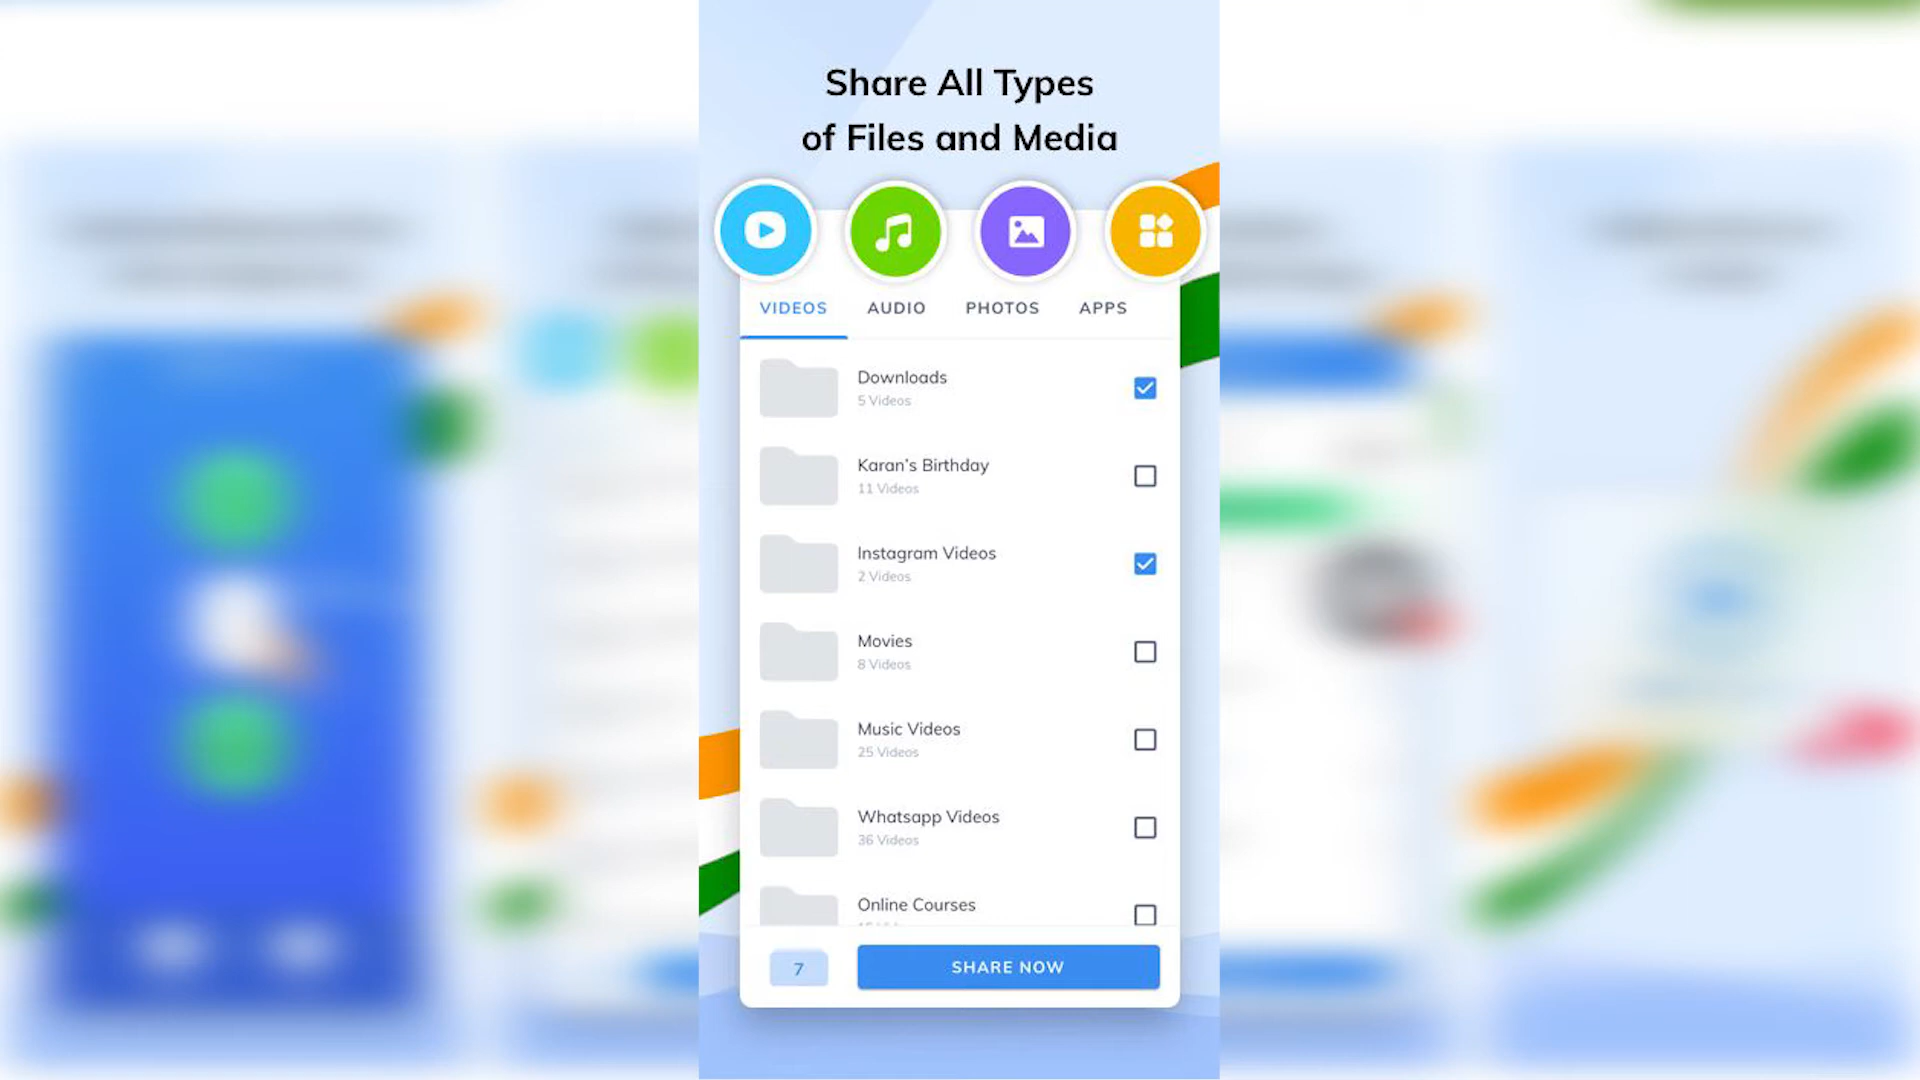 Share All Types
of Files and Media
VIDEOS AUDIO PHOTOS APPS
Downloads
5 Videos
Karan's Birthday
11 Videos
Instagram Videos
2 Videos
Movies
8 Videos
Music Videos
25 Videos
Whatsapp Videos
36 Videos
Online Courses
7 SHARE NOW